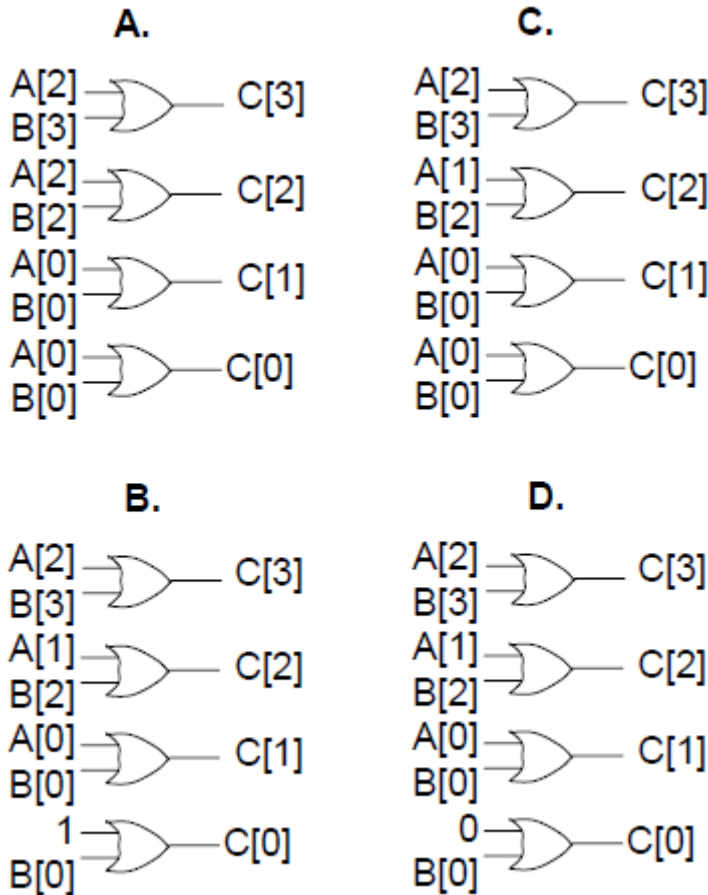 A.
A[2]
B[3]
C[3]
A[2]
B[2]
C[2]
A[0]
B[0]
C[1]
A[0]
B[0]
C[0]
C.
A[2]
B[3]
C[3]
A[1]
B[2]
C[2]
A[0]
B[0]
C[1]
A[0]
B[0]
C[0]
B.
A[2]
B[3]
C[3]
A[1]
B[2]
C[2]
A[0]
B[0]
C[1]
1
B[0]
C[0]
D.
A[2]
B[3]
C[3]
A[1]
B[2]
C[2]
A[0]
B[0]
C[1]
0
B[0]
C[0]